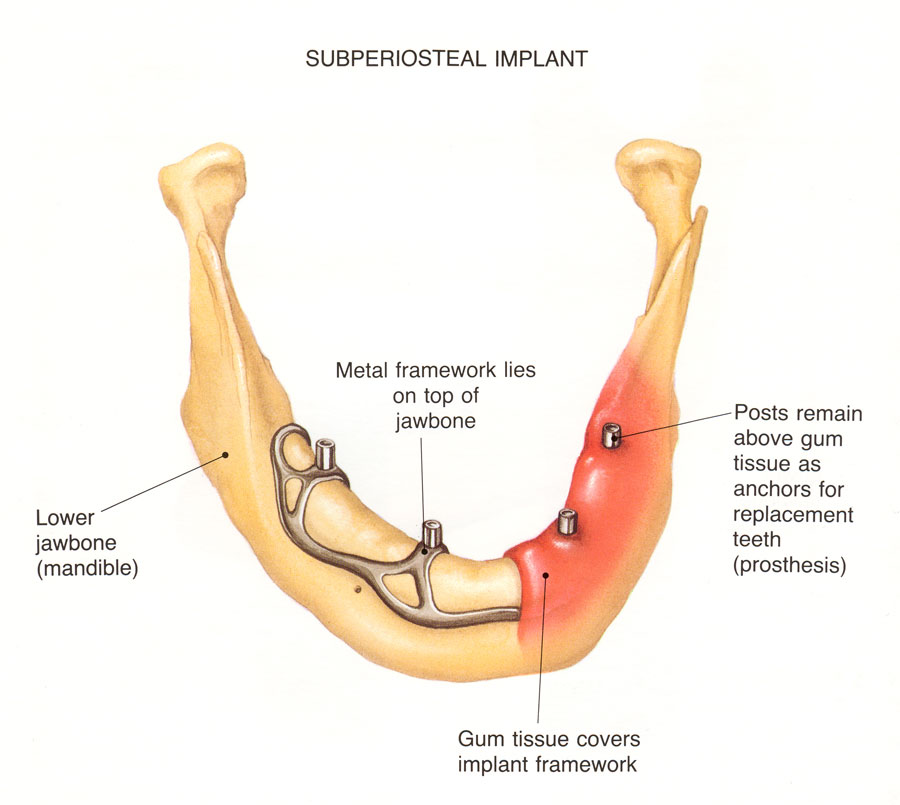 SUBPERIOSTEAL IMPLANT
Metal framework lies
on top of
jawbone
Posts remain
above gum
tissue as
anchors for
replacement
teeth
(prosthesis)
Lower
jawbone
(mandible)
Gum tissue covers
implant framework